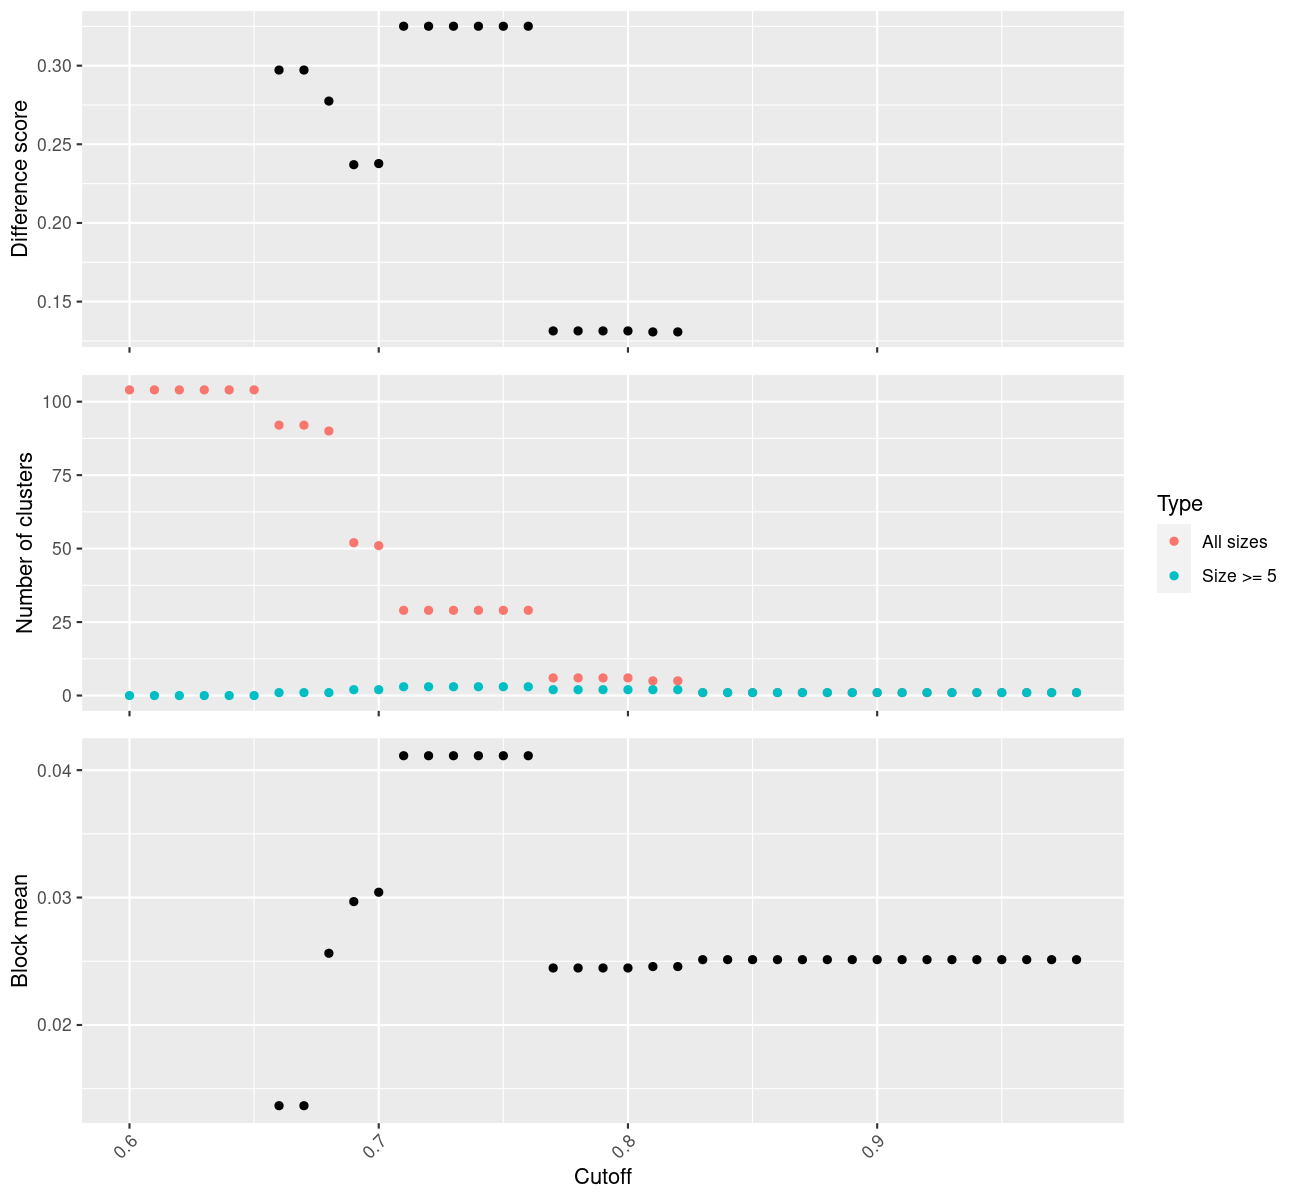 Difference score
0.30
0.25
0.20
0.15
Number of clusters
100
75
50
25
0
Type
All sizes
Size >= 5
Block mean
0.04
0.03
0.02
0.6
0.7
0.8
0.9
Cutoff